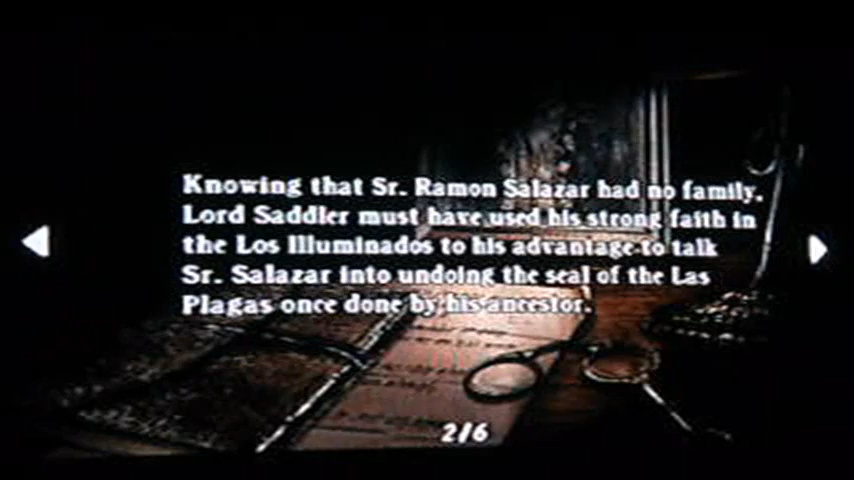 Knowing that Sr. Ramon Salazar had no family,
Lord Saddler must have used his strong faith in
the Los Illuminados to his advantage to talk
Sr. Salazar into undoing the seal of the Las
Plagas once done by his ancestor.
2/6